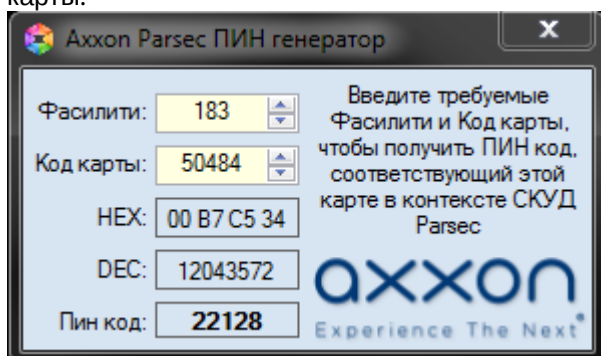 карты.
Axxon Parsec ПИН генератор
Фасилити: 183
Код карты: 50484
HEX: 00 B7 C5 34
DEC: 12043572
Пин код: 22128
Введите требуемые
Фасилити и Код карты,
чтобы получить ПИН код,
соответствующий этой
карте в контексте СКУД
Parsec
axxon
Experience The Next